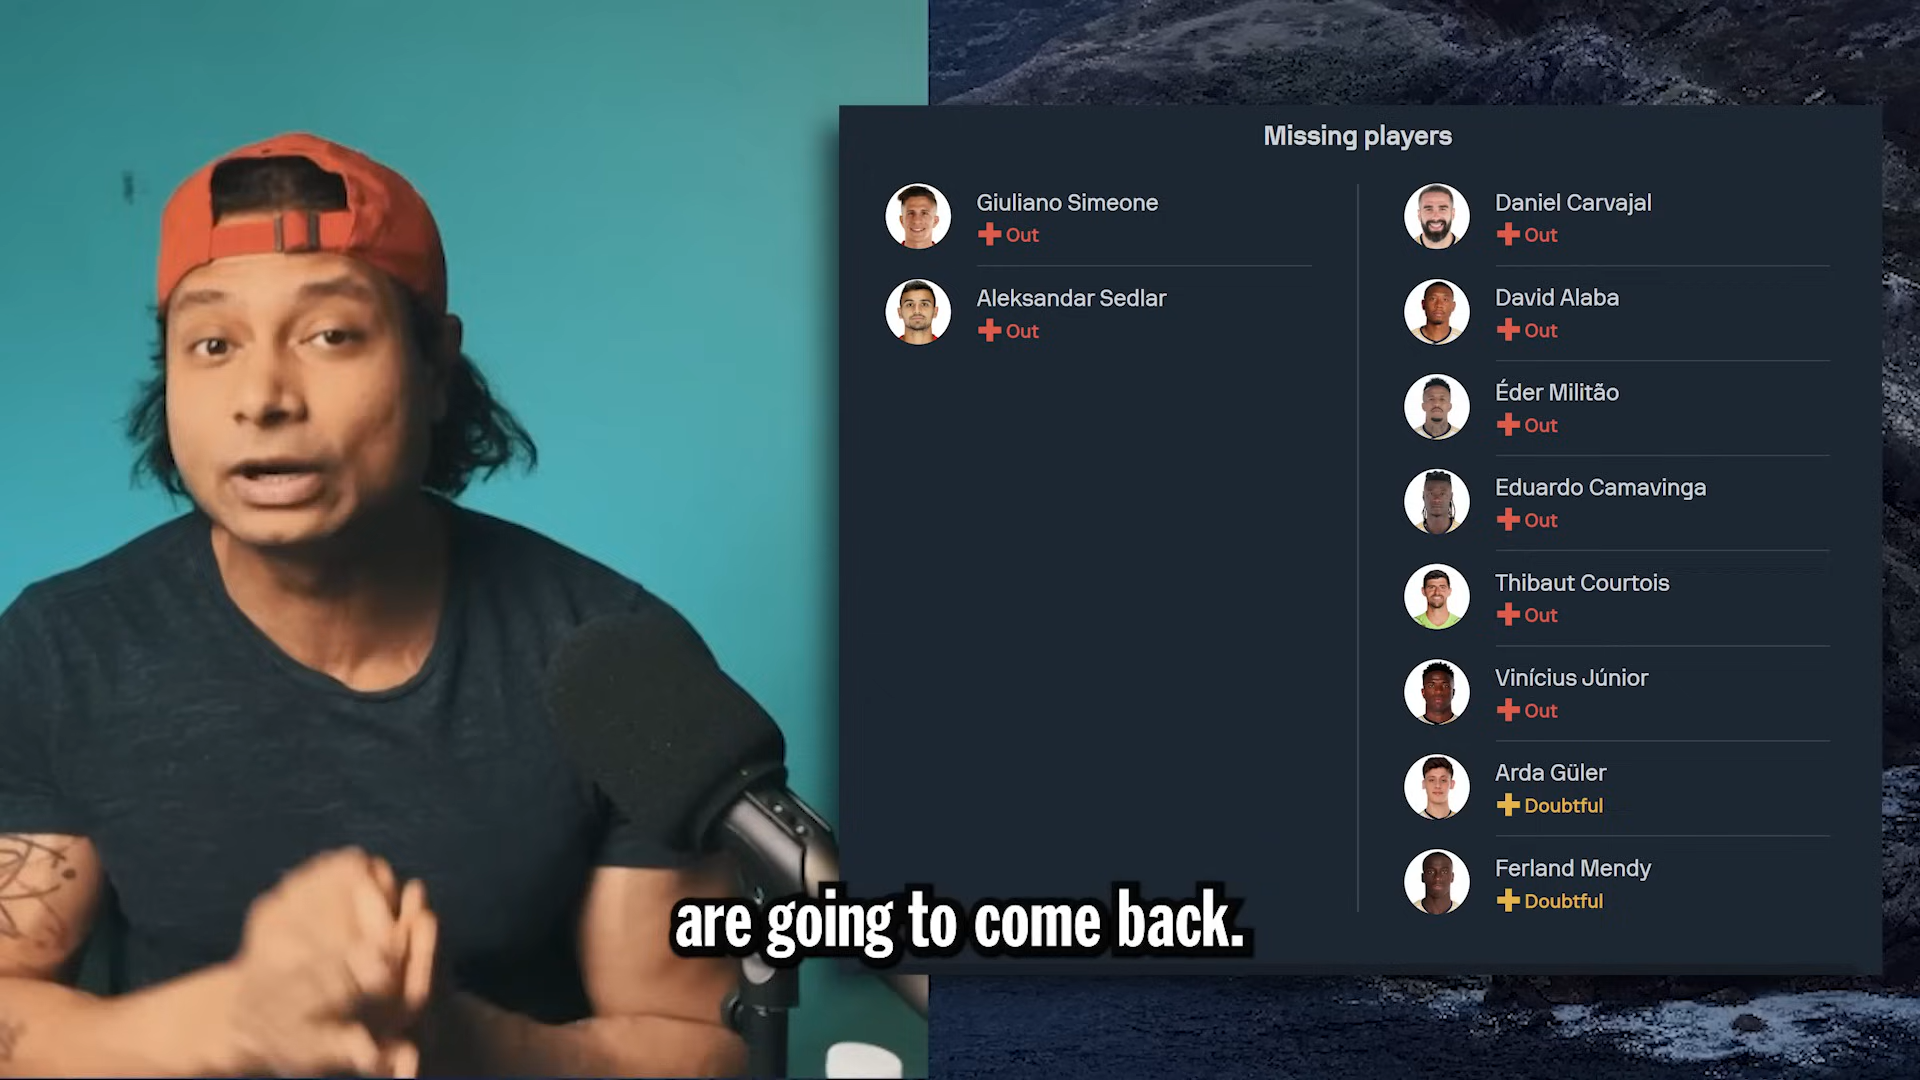 Missing players
Giuliano Simeone
Out
Aleksandar Sedlar
Out
Daniel Carvajal
Out
David Alaba
Out
Éder Militão
Out
Eduardo Camavinga
Out
Thibaut Courtois
Out
Vinícius Júnior
Out
Arda Güler
Doubtful
Ferland Mendy
Doubtful
are going to come back.